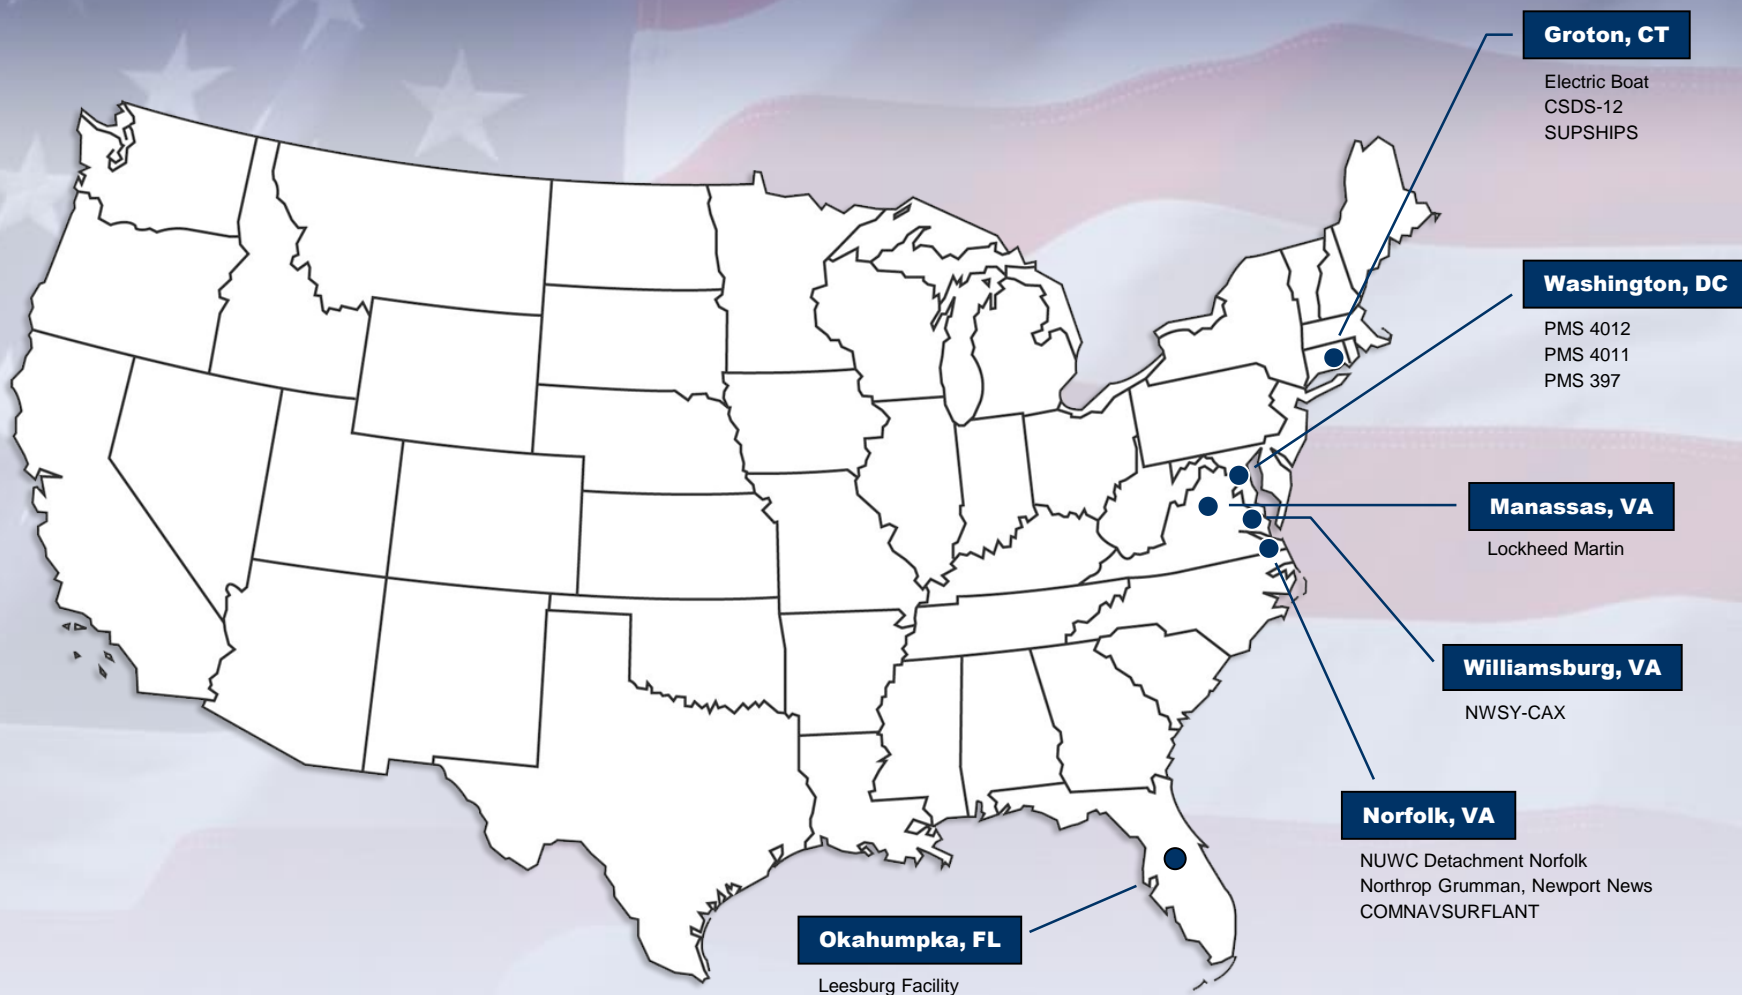 Groton, CT
Electric Boat
CSDS-12
SUPSHIPS
Washington, DC
PMS 4012
PMS 4011
PMS 397
Manassas, VA
Lockheed Martin
Williamsburg, VA
NWSY-CAX
Norfolk, VA
NUWC Detachment Norfolk
Northrop Grumman, Newport News
COMNAVSURFLANT
Okahumpka, FL
Leesburg Facility